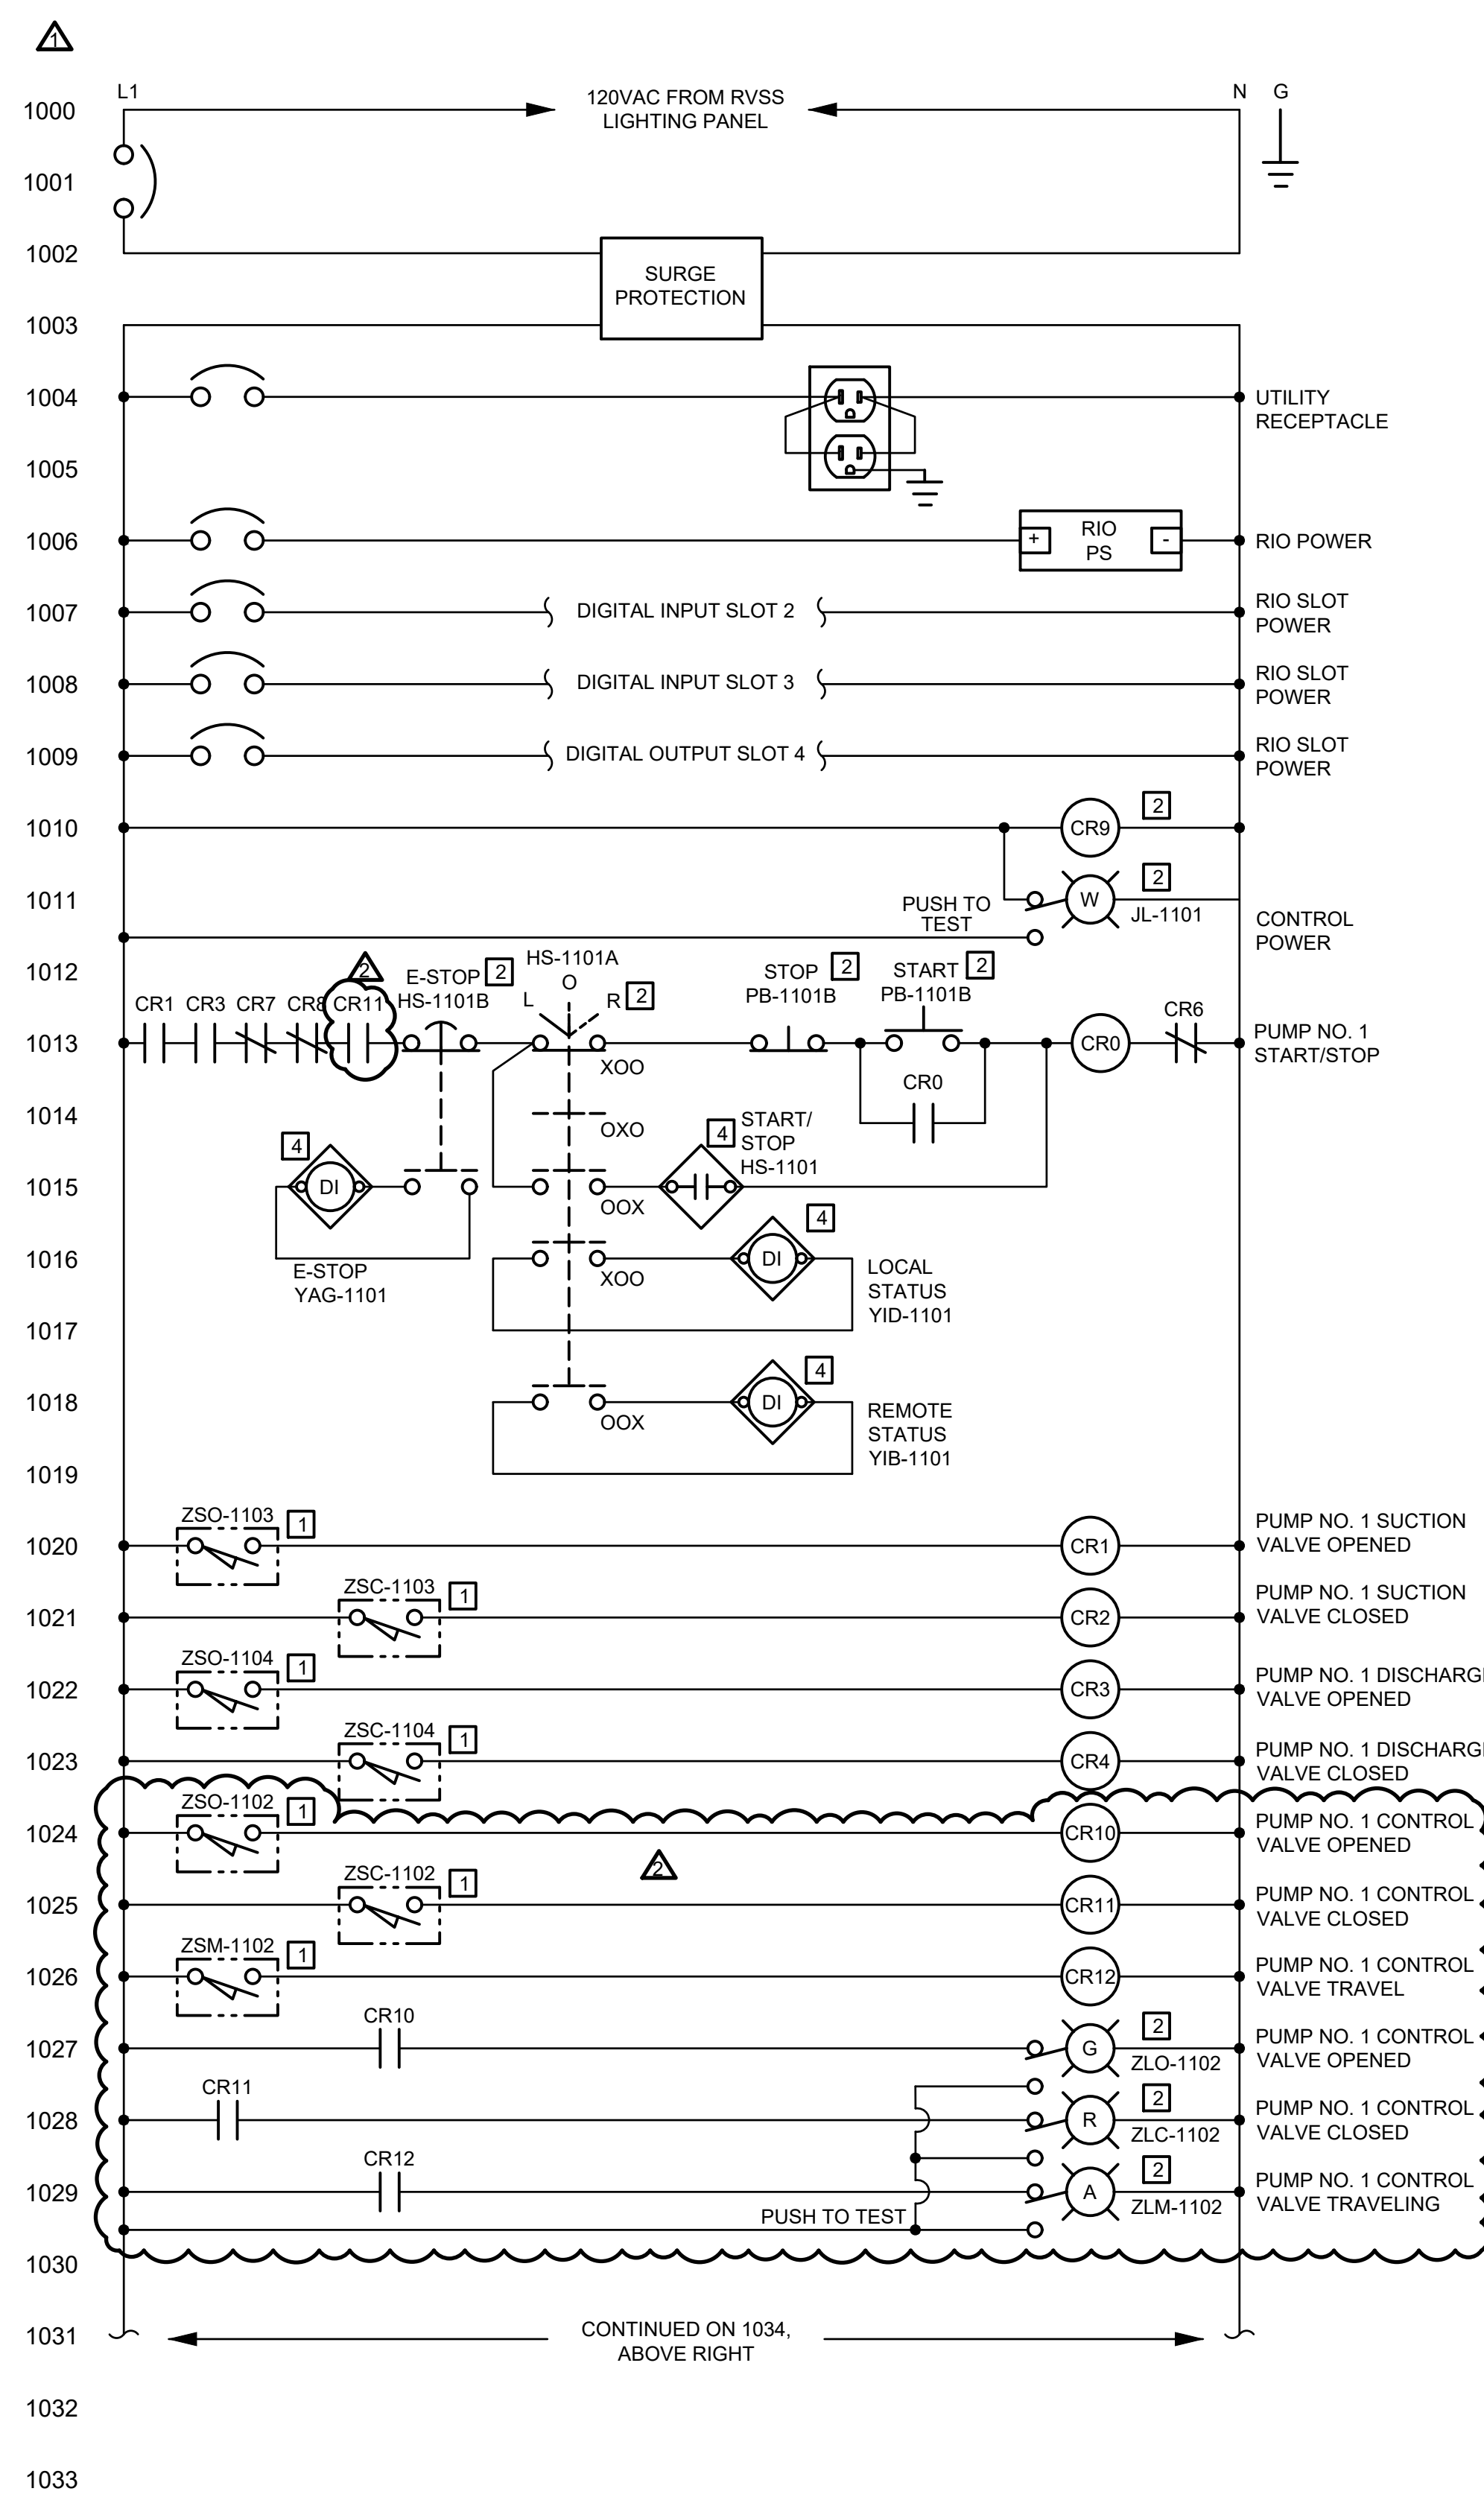 1
L1
N G
1000
120VAC FROM RVSS
LIGHTING PANEL
1001
1002
SURGE
PROTECTION
1003
1004
UTILITY
RECEPTACLE
1005
1006
+
RIO
PS
-
RIO POWER
1007
DIGITAL INPUT SLOT 2
RIO SLOT
POWER
1008
DIGITAL INPUT SLOT 3
RIO SLOT
POWER
1009
DIGITAL OUTPUT SLOT 4
RIO SLOT
POWER
1010
CR9
2
1011
PUSH TO
TEST
W
2
JL-1101
CONTROL
POWER
1012
2
E-STOP
HS-1101B
2
HS-1101A
L O R
2
STOP
PB-1101B
2
START
PB-1101B
2
CR1 CR3 CR7 CR8 CR11
CR6
1013
XOO
CR0
CR0
PUMP NO. 1
START/STOP
1014
OXO
4
4
START/
STOP
HS-1101
1015
DI
OOX
1016
E-STOP
YAG-1101
XOO
DI
4
LOCAL
STATUS
YID-1101
1017
1018
OOX
DI
4
REMOTE
STATUS
YIB-1101
1019
1020
ZSO-1103
1
CR1
PUMP NO. 1 SUCTION
VALVE OPENED
1021
ZSC-1103
1
CR2
PUMP NO. 1 SUCTION
VALVE CLOSED
1022
ZSO-1104
1
CR3
PUMP NO. 1 DISCHARG
VALVE OPENED
1023
ZSC-1104
1
CR4
PUMP NO. 1 DISCHARG
VALVE CLOSED
1024
ZSO-1102
1
CR10
PUMP NO. 1 CONTROL
VALVE OPENED
2
1025
ZSC-1102
1
CR11
PUMP NO. 1 CONTROL
VALVE CLOSED
1026
ZSM-1102
1
CR12
PUMP NO. 1 CONTROL
VALVE TRAVEL
1027
CR10
G
2
ZLO-1102
PUMP NO. 1 CONTROL
VALVE OPENED
1028
CR11
R
2
ZLC-1102
PUMP NO. 1 CONTROL
VALVE CLOSED
1029
CR12
A
2
ZLM-1102
PUMP NO. 1 CONTROL
VALVE TRAVELING
PUSH TO TEST
1030
1031
CONTINUED ON 1034,
ABOVE RIGHT
1032
1033